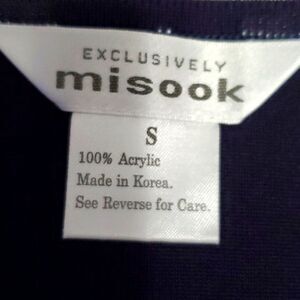 EXCLUSIVELY
misook
S
100% Acrylic
Made in Korea.
See Reverse for Care.